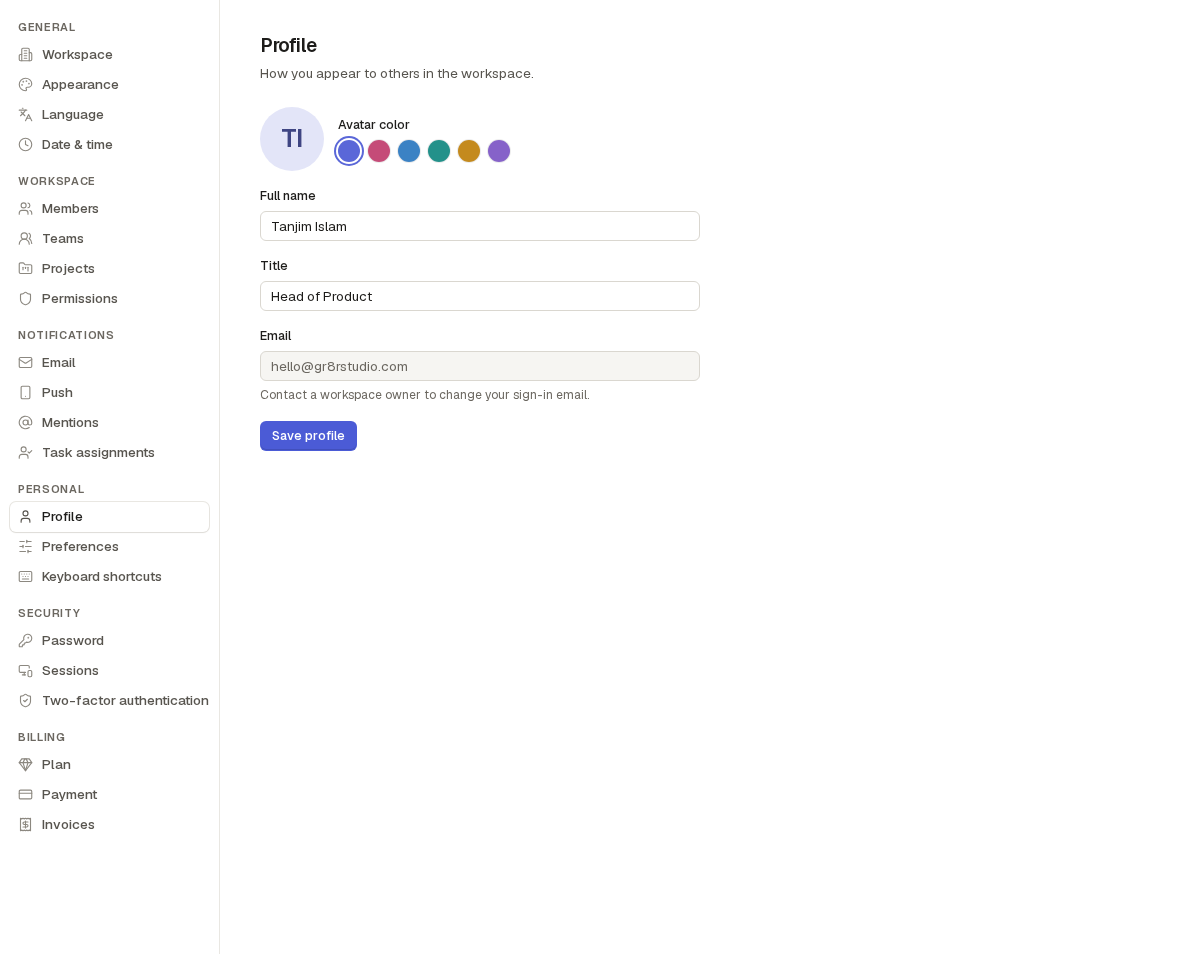 GENERAL
Workspace
Appearance
Language
Date & time
WORKSPACE
Members
Teams
Projects
Permissions
NOTIFICATIONS
Email
Push
Mentions
Task assignments
PERSONAL
Profile
Preferences
Keyboard shortcuts
SECURITY
Password
Sessions
Two-factor authentication
BILLING
Plan
Payment
Invoices
Profile
How you appear to others in the workspace.
TI
Avatar color
Full name
Tanjim Islam
Title
Head of Product
Email
hello@gr8rstudio.com
Contact a workspace owner to change your sign-in email.
Save profile